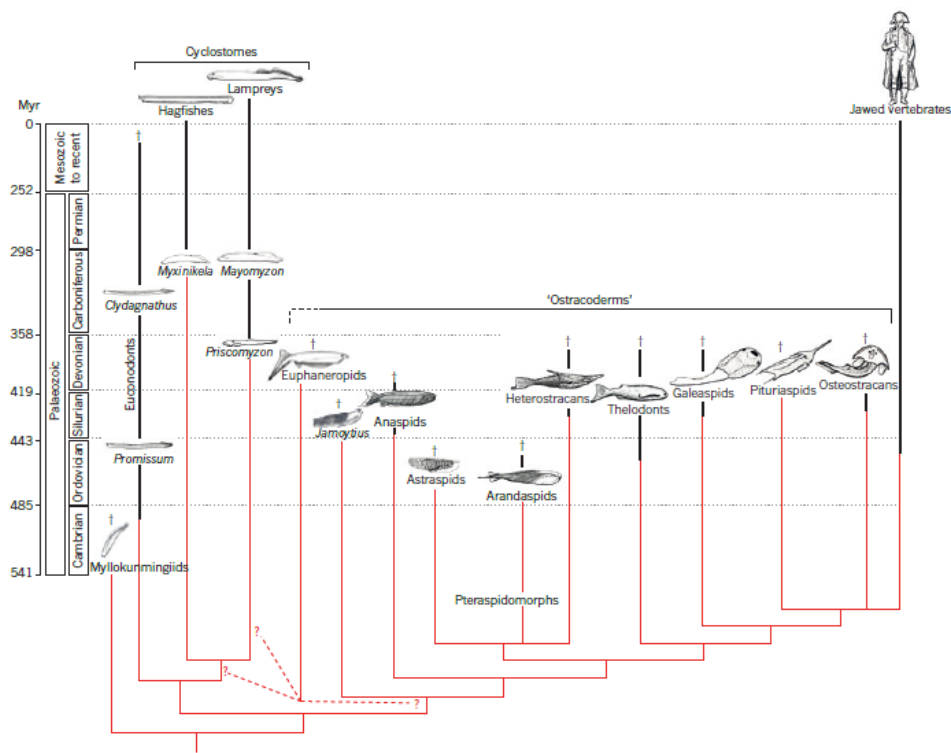 Cyclostomes
Lampreys
Hagfishes
Jawed vertebrates
Myr
0
†
Mesozoic
to recent
252
Permian
298
Myxinikela
Mayomyzon
Carboniferous
Clydagnathus
'Ostracoderms'
358
Priscomyzon
†
†
†
†
†
†
Devonian
Euconodonts
Euphaneropids
Heterostracans
Thelodonts
Galeaspids
Pituriaspids
Osteostracans
419
†
†
Palaeozoic
Silurian
Jamoytius
Anaspids
443
Promissum
†
†
Ordovician
Astraspids
Arandaspids
485
†
Cambrian
Myllokunmingiids
541
Pteraspidomorphs
?
?
?